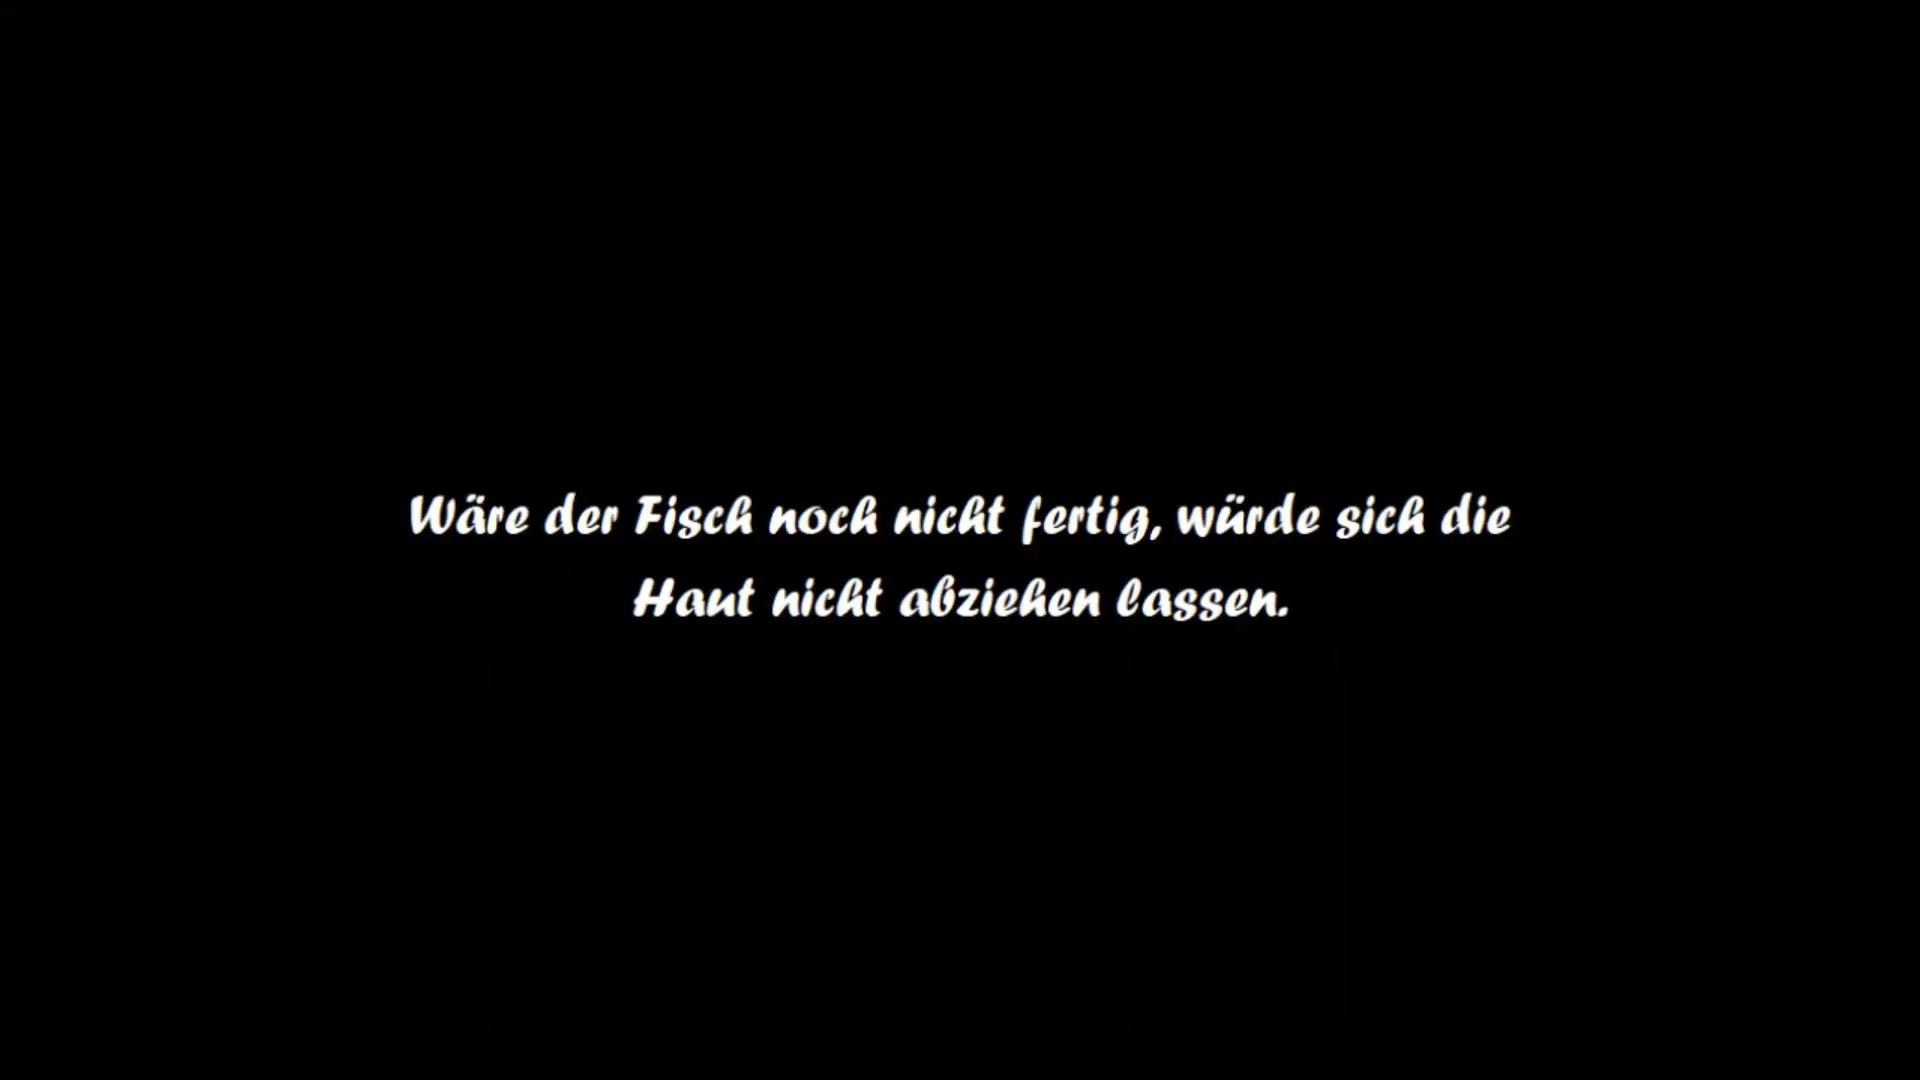 Wäre der Fisch noch nicht fertig, würde sich die
Haut nicht abziehen lassen.